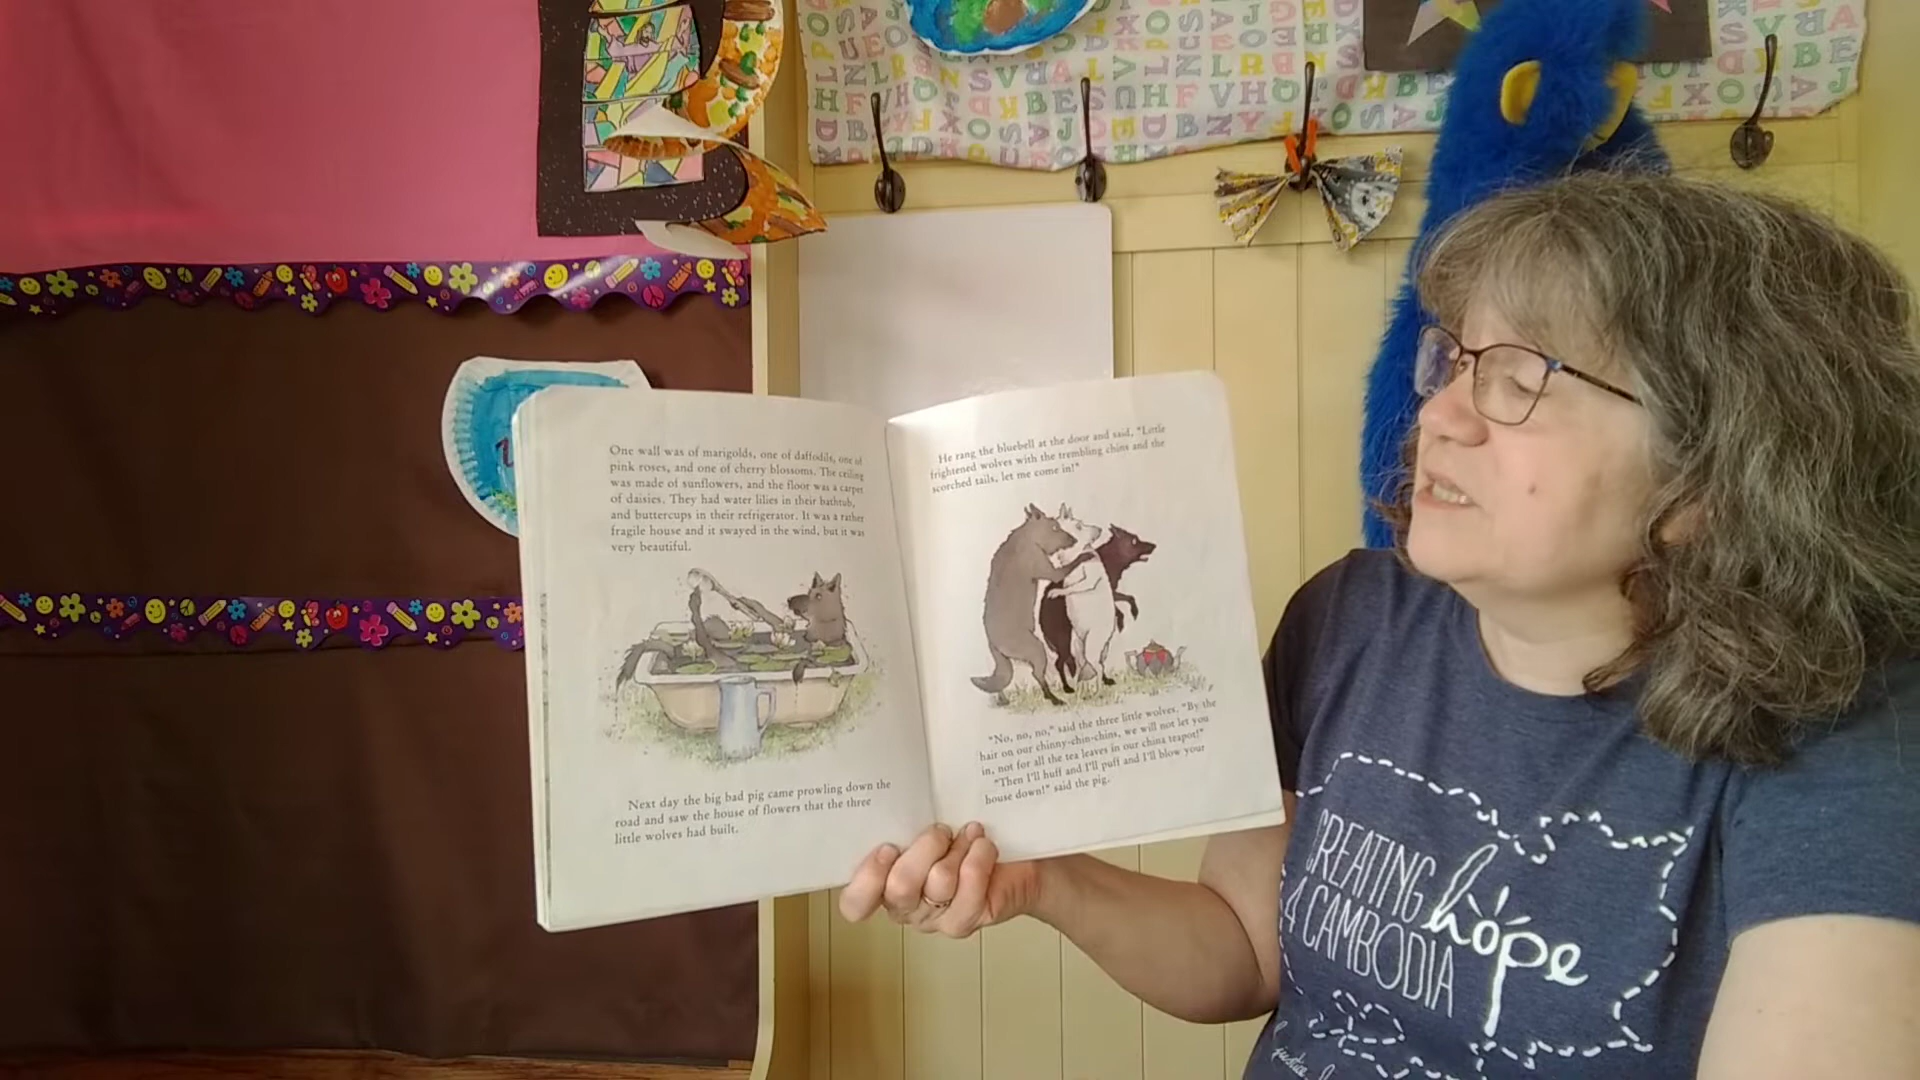 One wall was of marigolds, one of daffodils, one of
pink roses, and one of cherry blossoms. The ceiling
was made of sunflowers, and the floor was a carpet
of daisies. They had water lilies in their bathtub,
and buttercups in their refrigerator. It was a rather
fragile house and it swayed in the wind, but it was
very beautiful.
Next day the big bad pig came prowling down the
road and saw the house of flowers that the three
little wolves had built.
He rang the bluebell at the door and said, "Little
frightened wolves with the trembling chins and the
scorched tails, let me come in!"
"No, no, no," said the three little wolves. "By the
hair on our chinny-chin-chins, we will not let you
in, not for all the tea leaves in our china teapot!"
"Then I'll huff and I'll puff and I'll blow your
house down!" said the pig.
CREATING
hope
4 CAMBODIA
justice